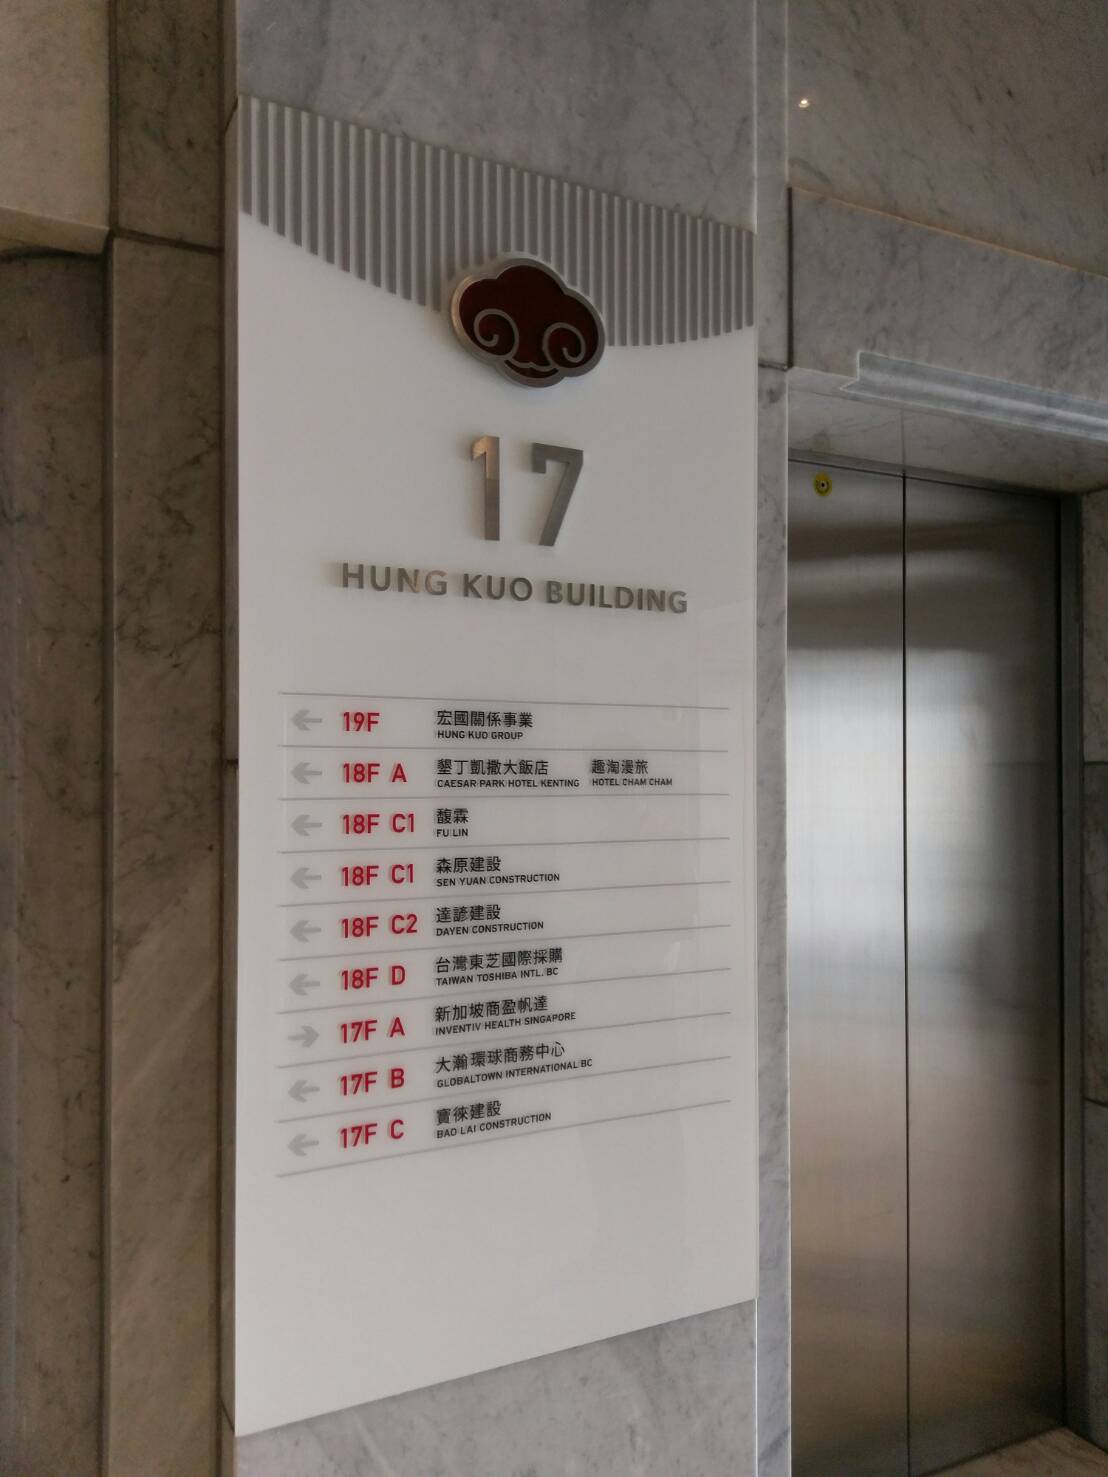 17
HUNG KUO BUILDING
← 19F 宏國關係事業
HUNG KUO GROUP
← 18F A 墾丁凱撒大飯店 趣淘漫旅
CAESAR PARK HOTEL KENTING HOTEL CHAM CHAM
← 18F C1 馥霖
FU LIN
← 18F C1 森原建設
SEN YUAN CONSTRUCTION
← 18F C2 達諺建設
DAYEN CONSTRUCTION
← 18F D 台灣東芝國際採購
TAIWAN TOSHIBA INTL. BC
→ 17F A 新加坡商盈帆達
INVENTIV HEALTH SINGAPORE
← 17F B 大瀚環球商務中心
GLOBALTOWN INTERNATIONAL BC
← 17F C 寶徠建設
BAO LAI CONSTRUCTION